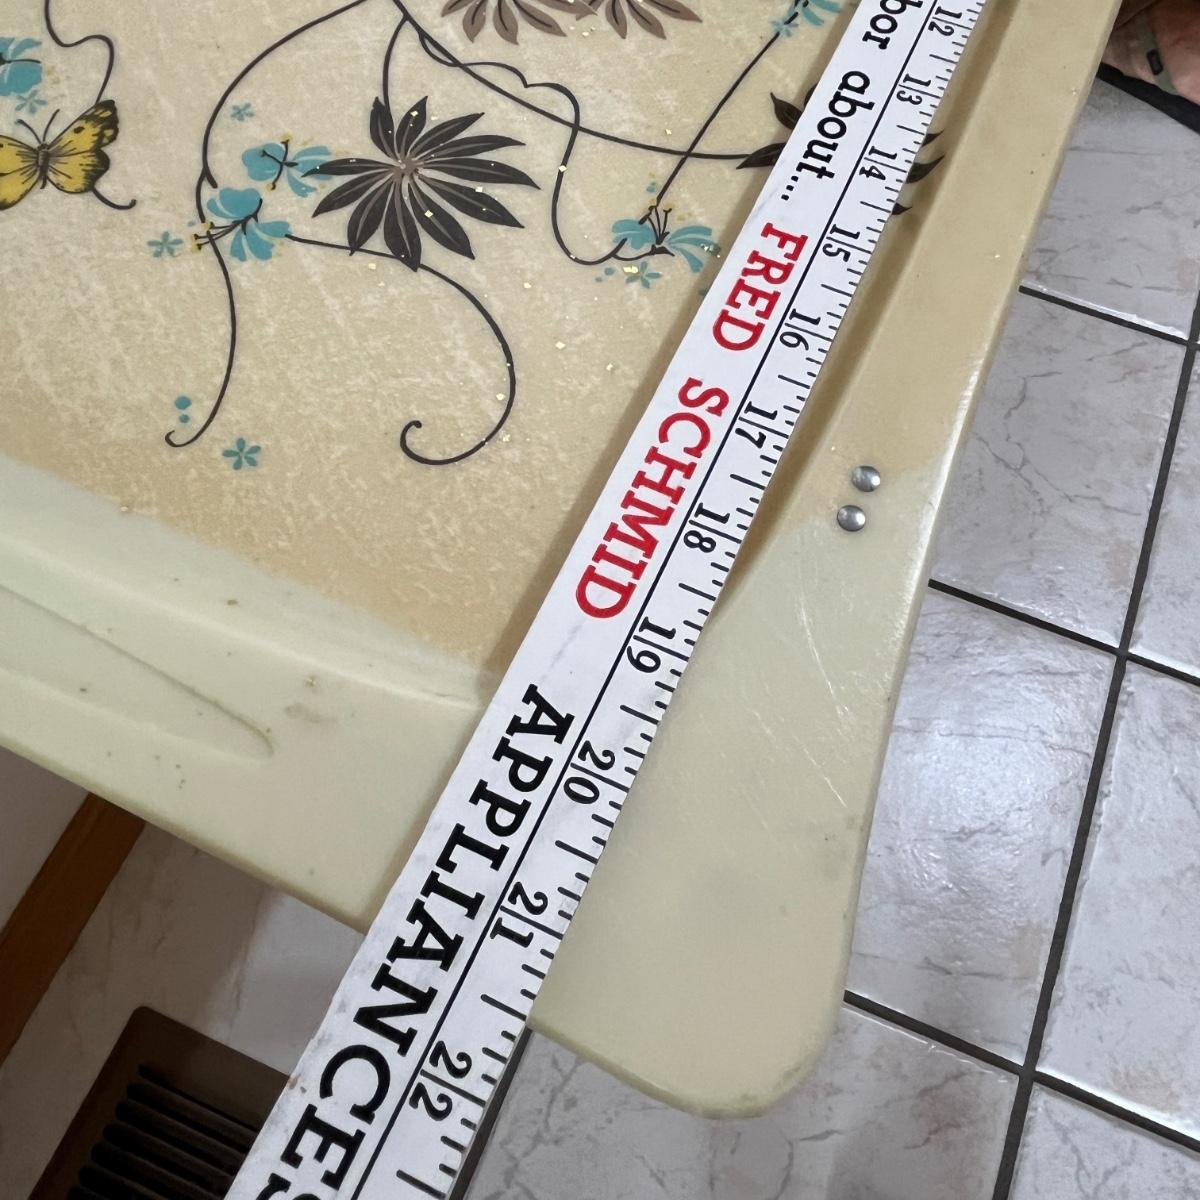 bor about... FRED SCHMID APPLIANCES
12 13 14 15 16 17 18 19 20 21 22